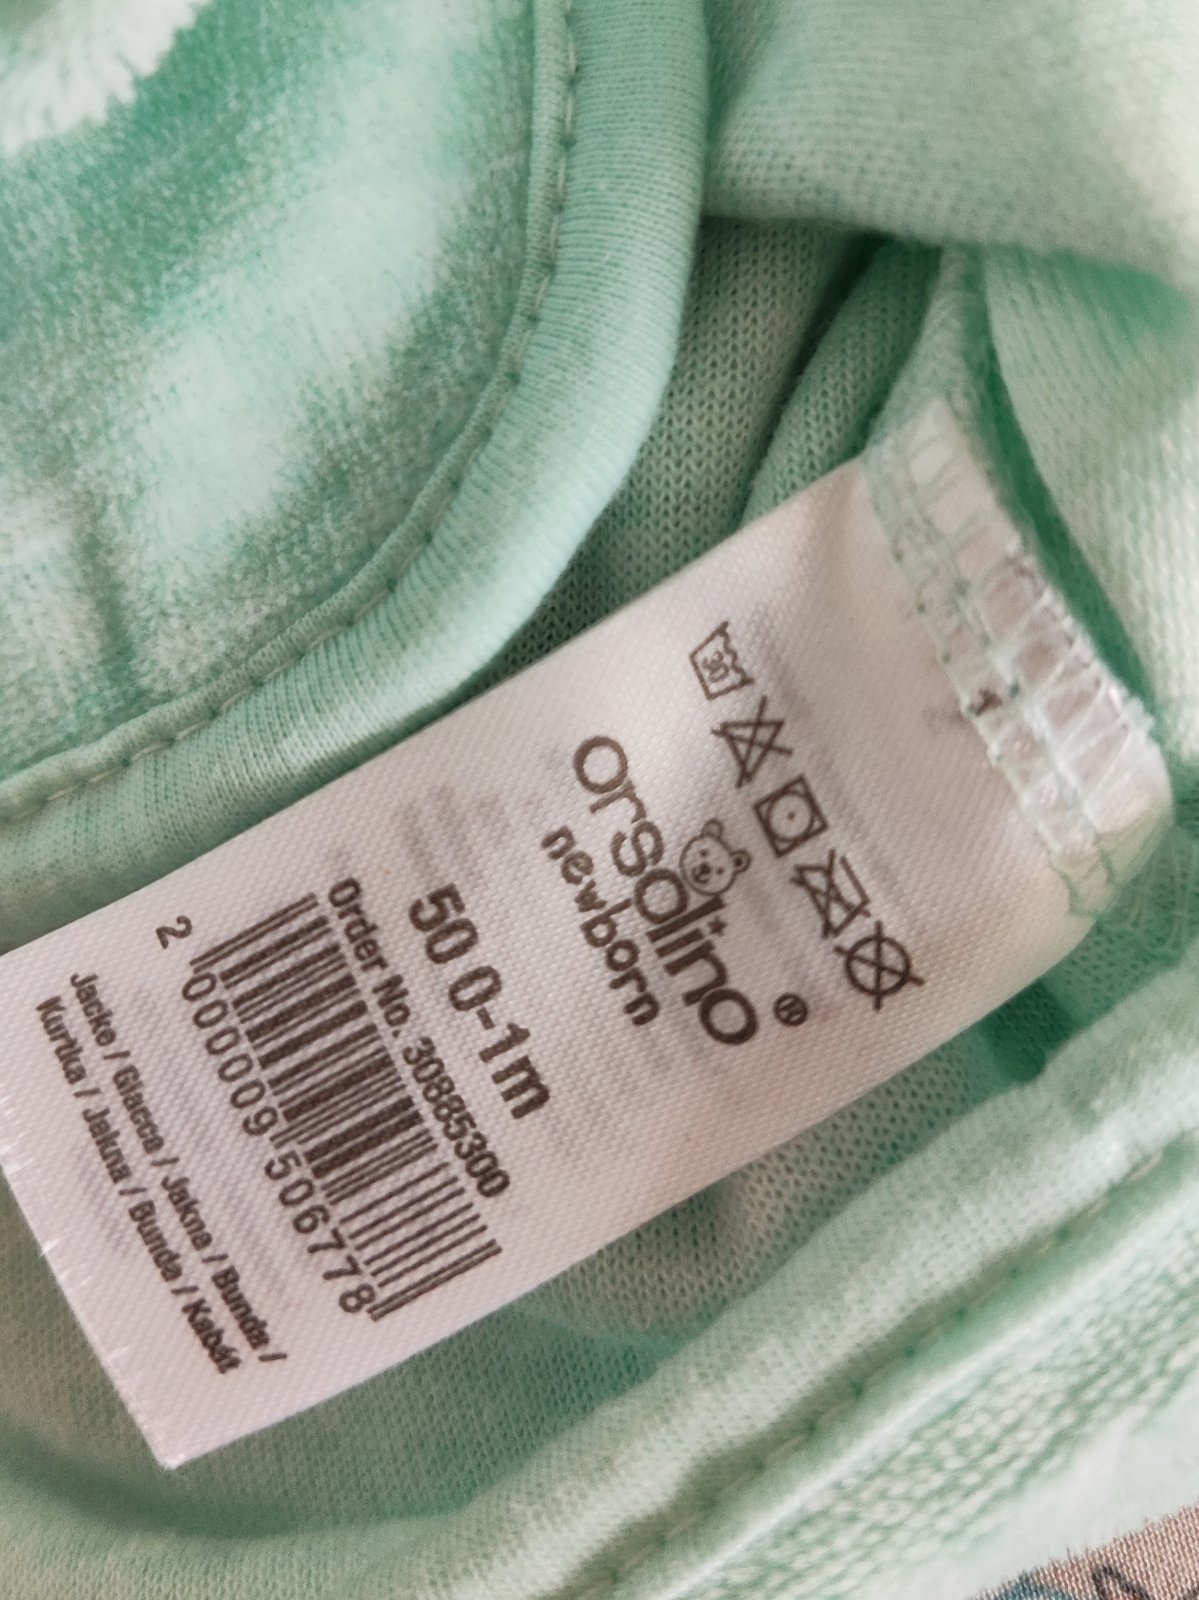 30
orsolino®
newborn
50 0-1m
Order No. 30885300
2 000009 506778
Jacke / Giacca / Jakna / Bunda /
Kurtka / Jakna / Bunda / Kabát